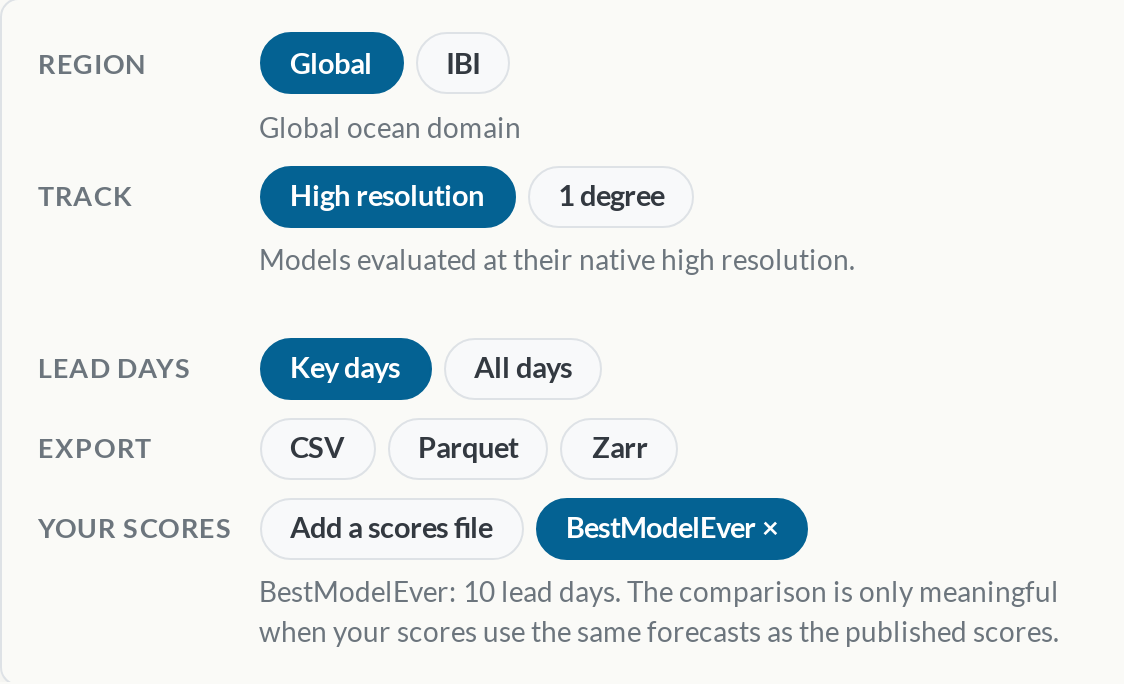 REGION Global IBI
Global ocean domain
TRACK High resolution 1 degree
Models evaluated at their native high resolution.
LEAD DAYS Key days All days
EXPORT CSV Parquet Zarr
YOUR SCORES Add a scores file BestModelEver ×
BestModelEver: 10 lead days. The comparison is only meaningful
when your scores use the same forecasts as the published scores.